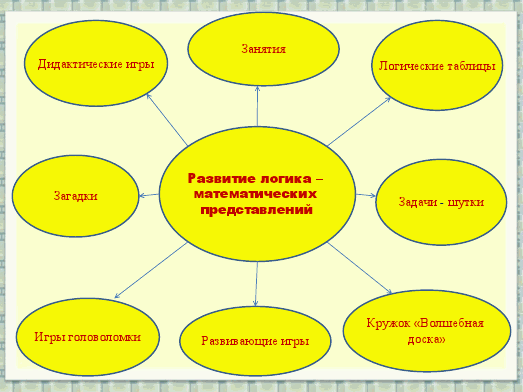 Занятия
Дидактические игры
Логические таблицы
Развитие логика –
математических
представлений
Загадки
Задачи - шутки
Игры головоломки
Развивающие игры
Кружок «Волшебная
доска»